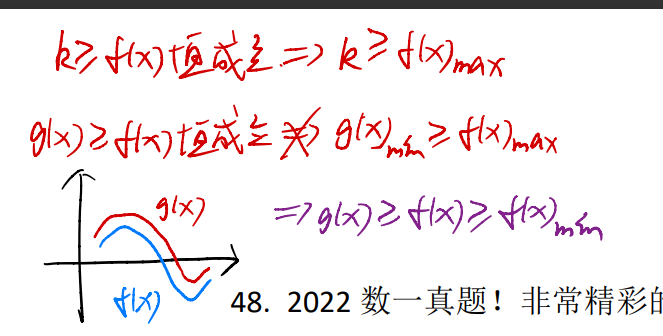 k≥f(x)恒成立=>k≥f(x)max
g(x)≥f(x)恒成立≠>g(x)min≥f(x)max
g(x)
=>g(x)≥f(x)≥f(x)min
f(x)
48. 2022 数一真题！非常精彩的